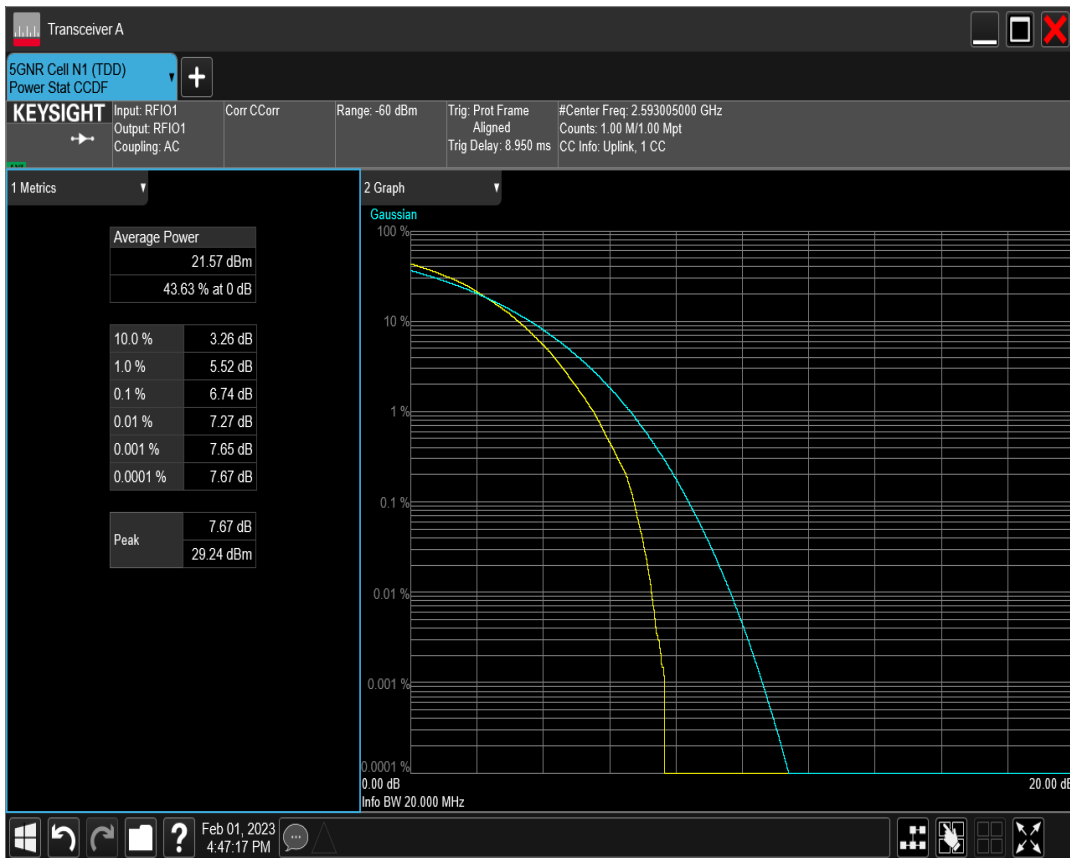 Transceiver A
5GNR Cell N1 (TDD)
Power Stat CCDF
KEYSIGHT
Input: RFIO1
Output: RFIO1
Coupling: AC
Corr CCorr
Range: -60 dBm
Trig: Prot Frame
Aligned
Trig Delay: 8.950 ms
#Center Freq: 2.593005000 GHz
Counts: 1.00 M/1.00 Mpt
CC Info: Uplink, 1 CC
1 Metrics
Average Power
21.57 dBm
43.63 % at 0 dB
10.0 % 3.26 dB
1.0 % 5.52 dB
0.1 % 6.74 dB
0.01 % 7.27 dB
0.001 % 7.65 dB
0.0001 % 7.67 dB
Peak
7.67 dB
29.24 dBm
2 Graph
Gaussian
100 %
10 %
1 %
0.1 %
0.01 %
0.001 %
0.0001 %
0.00 dB
20.00 dB
Info BW 20.000 MHz
Feb 01, 2023
4:47:17 PM